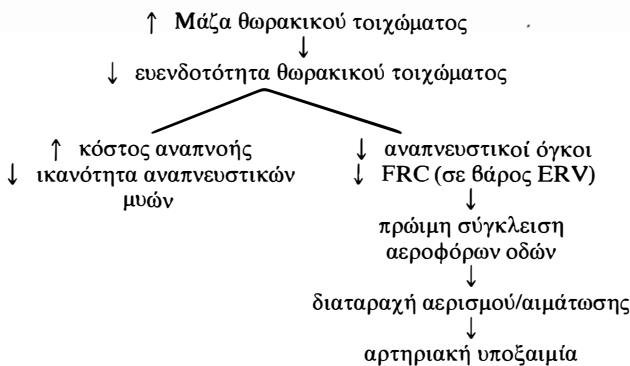 ↑ Μάζα θωρακικού τοιχώματος
↓
↓ ευενδοτότητα θωρακικού τοιχώματος
↑ κόστος αναπνοής
↓ ικανότητα αναπνευστικών
μυών
↓ αναπνευστικοί όγκοι
↓ FRC (σε βάρος ERV)
↓
πρώιμη σύγκλειση
αεροφόρων οδών
↓
διαταραχή αερισμού/αιμάτωσης
↓
αρτηριακή υποξαιμία